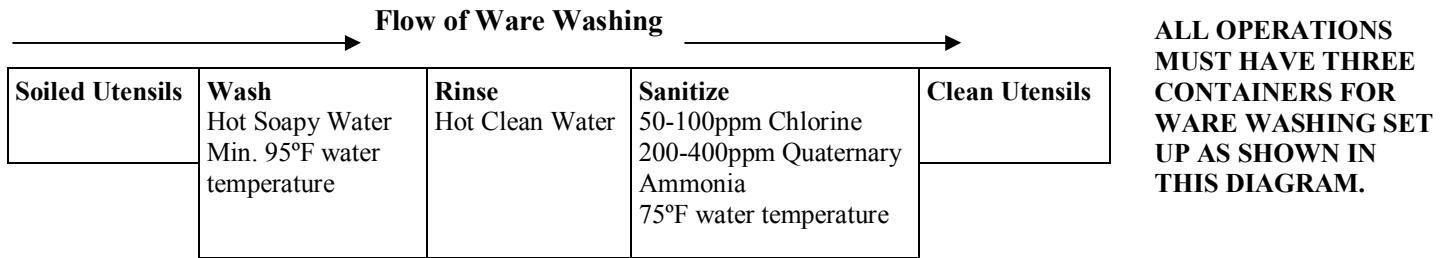 Flow of Ware Washing
Soiled Utensils
Wash
Hot Soapy Water
Min. 95ºF water
temperature
Rinse
Hot Clean Water
Sanitize
50-100ppm Chlorine
200-400ppm Quaternary
Ammonia
75ºF water temperature
Clean Utensils
ALL OPERATIONS
MUST HAVE THREE
CONTAINERS FOR
WARE WASHING SET
UP AS SHOWN IN
THIS DIAGRAM.